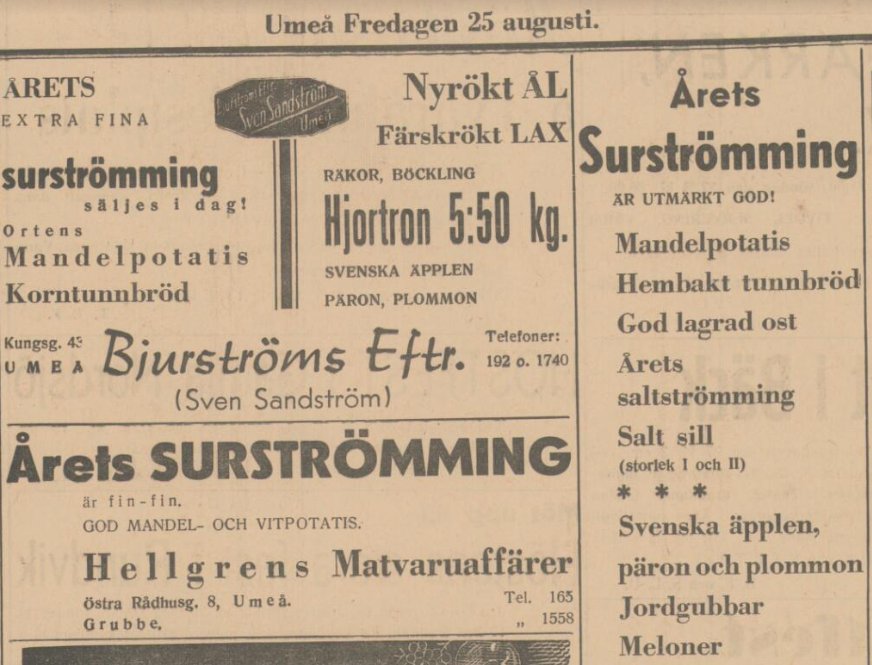 Umeå Fredagen 25 augusti.
ÅRETS
EXTRA FINA
surströmming
säljes i dag!
Ortens
Mandelpotatis
Korntunnbröd
Bjurströms Eftr.
Sven Sandström
Umeå
Nyrökt ÅL
Färskrökt LAX
RÄKOR, BÖCKLING
Hjortron 5:50 kg.
SVENSKA ÄPPLEN
PÄRON, PLOMMON
Kungsg. 43
UMEÅ
Bjurströms Eftr.
(Sven Sandström)
Telefoner:
192 o. 1740
Årets SURSTRÖMMING
är fin-fin.
GOD MANDEL- OCH VITPOTATIS.
Hellgrens Matvaruaffärer
Östra Rådhusg. 8, Umeå.
Grubbe.
Tel. 165
„ 1558
Årets
Surströmming
ÄR UTMÄRKT GOD!
Mandelpotatis
Hembakt tunnbröd
God lagrad ost
Årets
saltströmming
Salt sill
(storlek I och II)
* * *
Svenska äpplen,
päron och plommon
Jordgubbar
Meloner